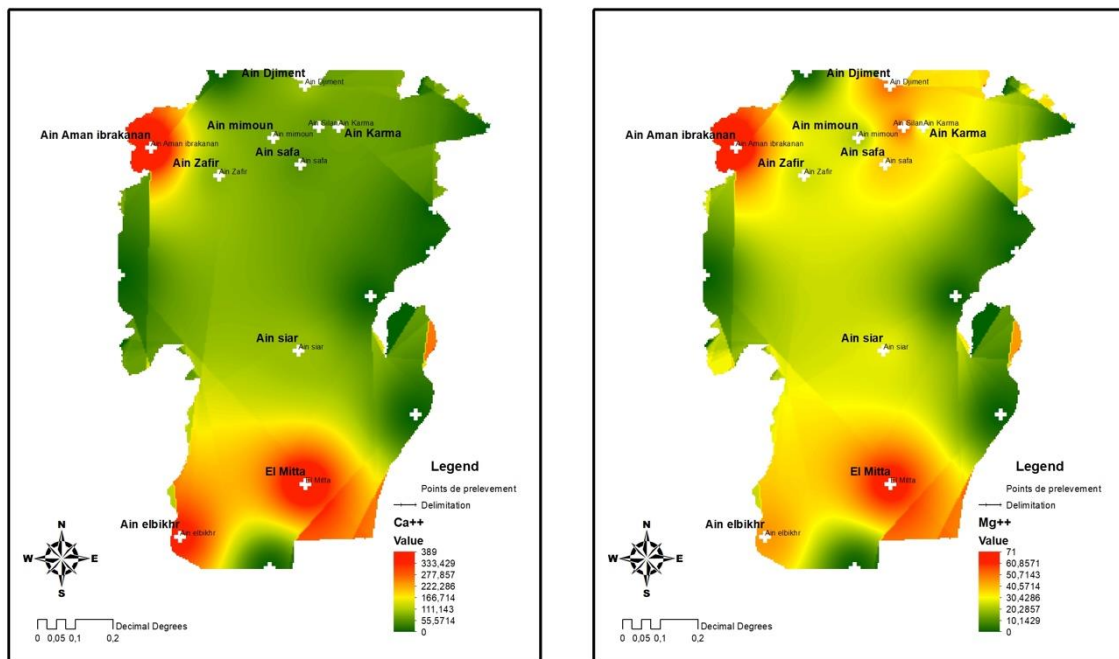 Ain Djiment
Ain Djiment
Ain Aman ibrakanan
Ain Aman ibrakanan
Ain mimoun
Ain mimoun
Ain Karma
Ain Karma
Ain safa
Ain safa
Ain Zafir
Ain Zafir
Ain siar
Ain siar
El Mitta
El Mitta
Ain elbikhr
Ain elbikhr
Legend
Points de prelevement
Delimitation
Ca++
Value
389
333,429
277,857
222,286
166,714
111,143
55,5714
0
N
W E
S
Decimal Degrees
0 0,05 0,1 0,2
Ain Djiment
Ain Djiment
Ain Aman ibrakanan
Ain Aman ibrakanan
Ain mimoun
Ain mimoun
Ain Karma
Ain Karma
Ain safa
Ain safa
Ain Zafir
Ain Zafir
Ain siar
Ain siar
El Mitta
El Mitta
Ain elbikhr
Ain elbikhr
Legend
Points de prelevement
Delimitation
Mg++
Value
71
60,8571
50,7143
40,5714
30,4286
20,2857
10,1429
0
N
W E
S
Decimal Degrees
0 0,05 0,1 0,2